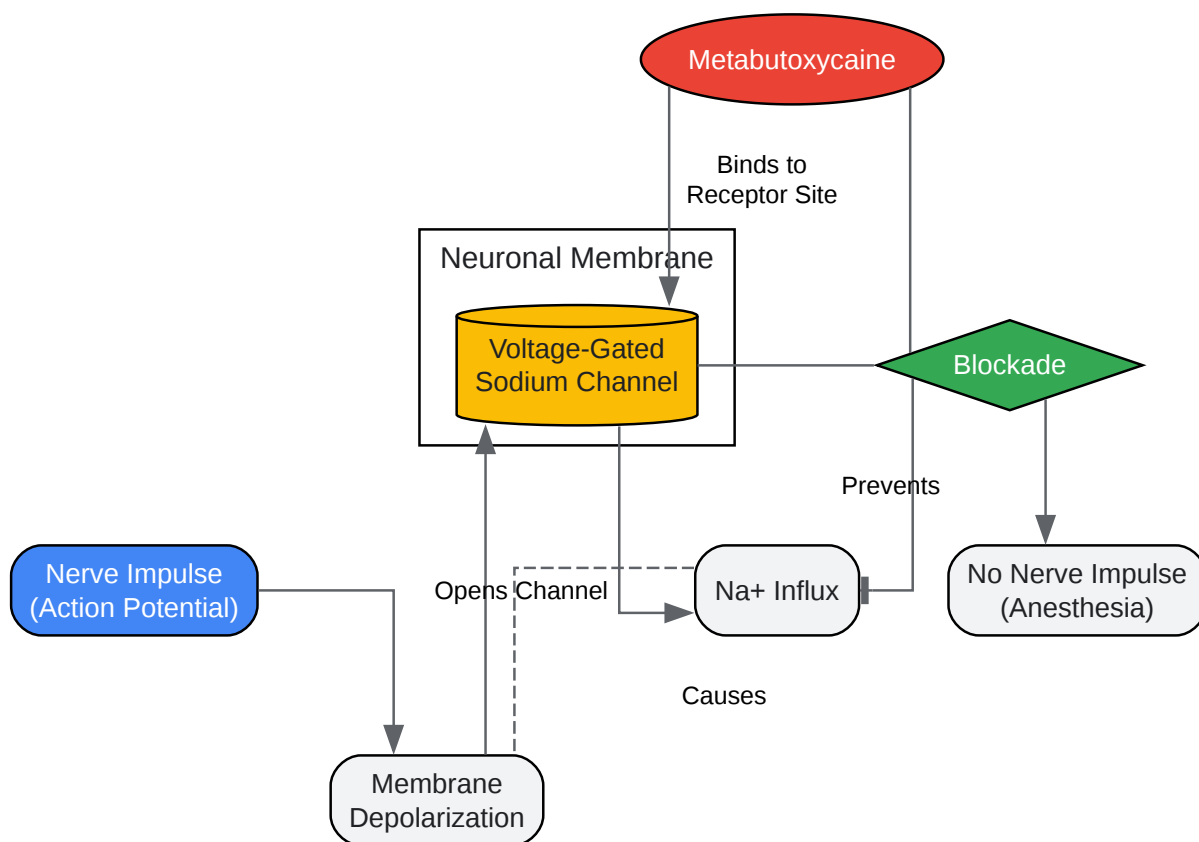 Metabutoxycaine
Binds to
Receptor Site
Neuronal Membrane
Voltage-Gated
Sodium Channel
Blockade
Prevents
Nerve Impulse
(Action Potential)
Opens Channel
Na+ Influx
No Nerve Impulse
(Anesthesia)
Causes
Membrane
Depolarization